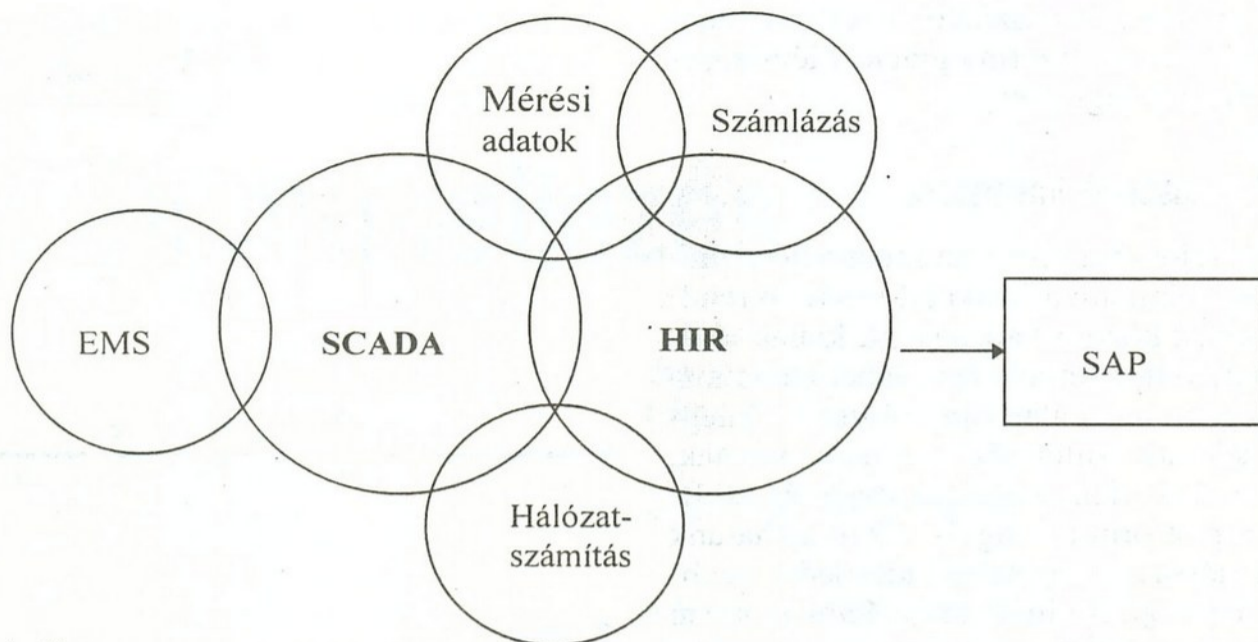 Mérési
adatok
Számlázás
EMS
SCADA
HIR
SAP
Hálózat-
számítás